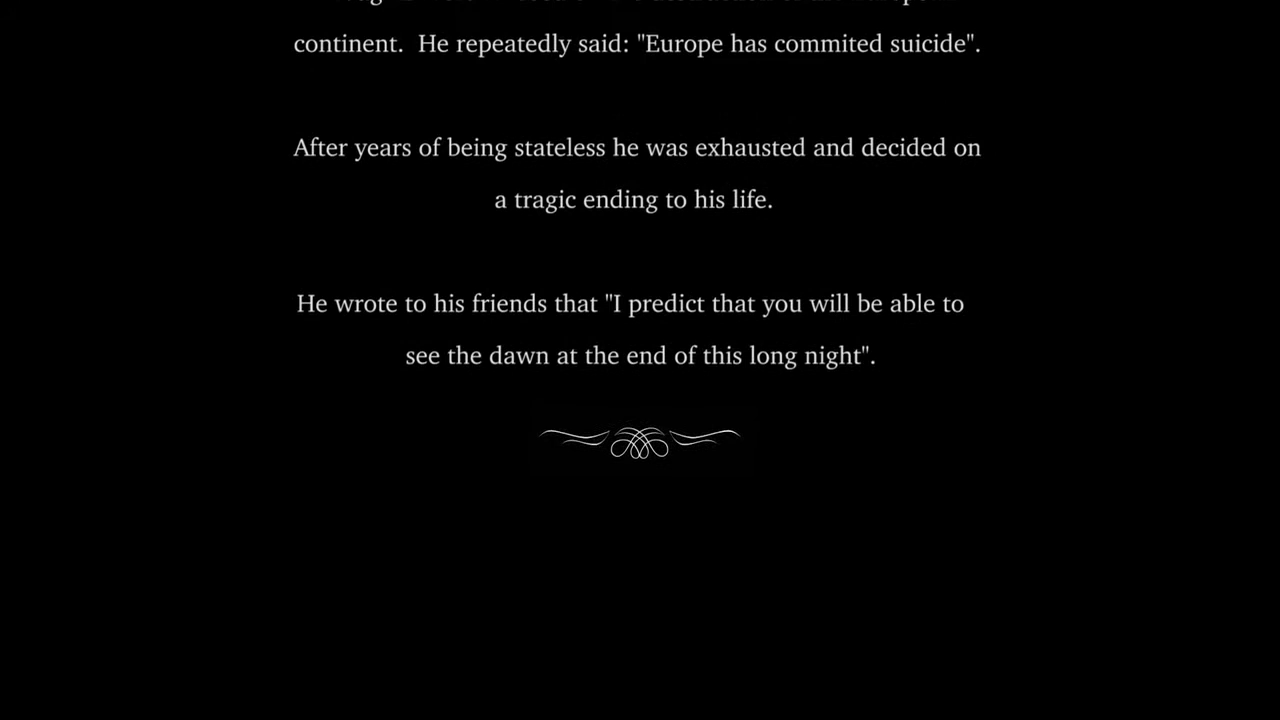 continent.  He repeatedly said: "Europe has commited suicide".
After years of being stateless he was exhausted and decided on
a tragic ending to his life.
He wrote to his friends that "I predict that you will be able to
see the dawn at the end of this long night".